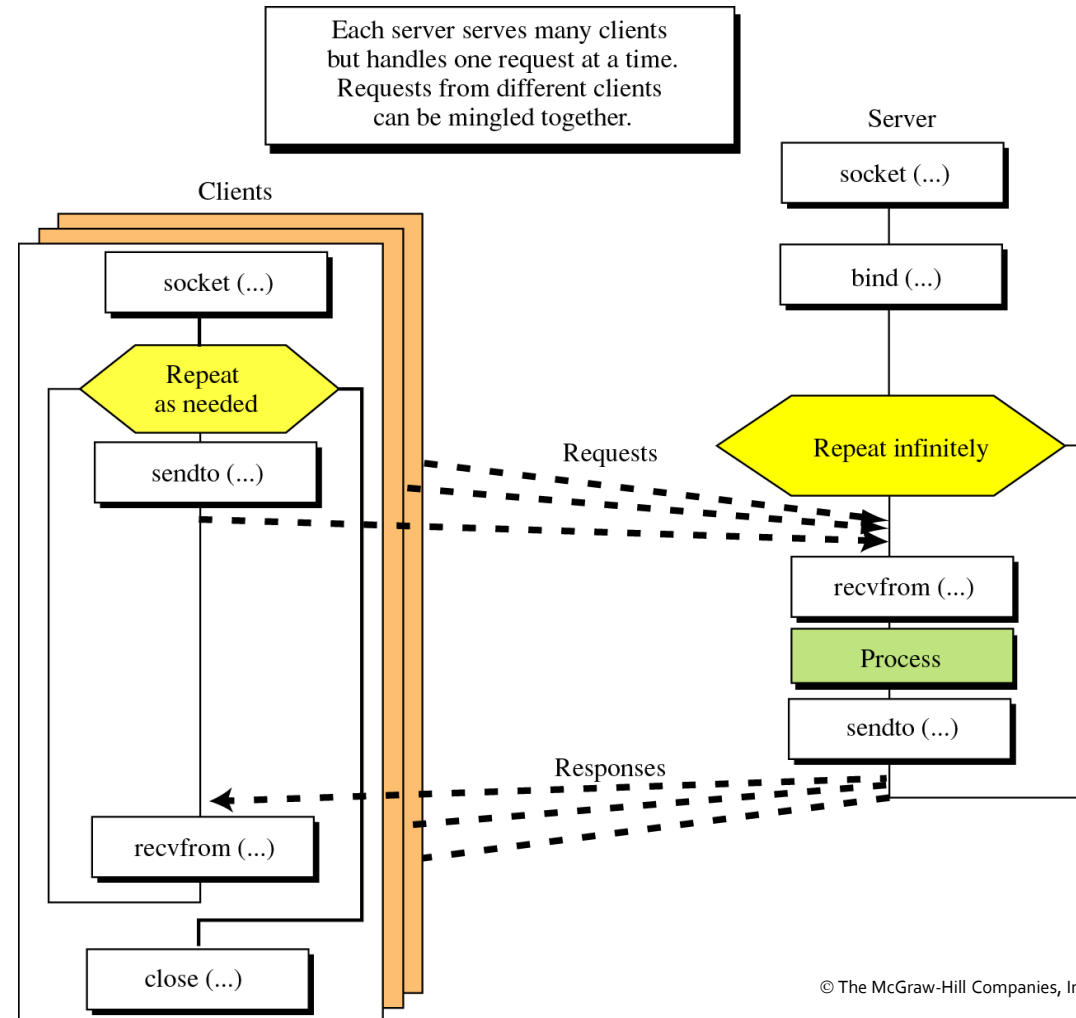 Each server serves many clients
but handles one request at a time.
Requests from different clients
can be mingled together.
Server
socket (...)
bind (...)
Repeat infinitely
recvfrom (...)
Process
sendto (...)
Clients
socket (...)
Repeat
as needed
sendto (...)
recvfrom (...)
close (...)
Requests
Responses
© The McGraw-Hill Companies, In